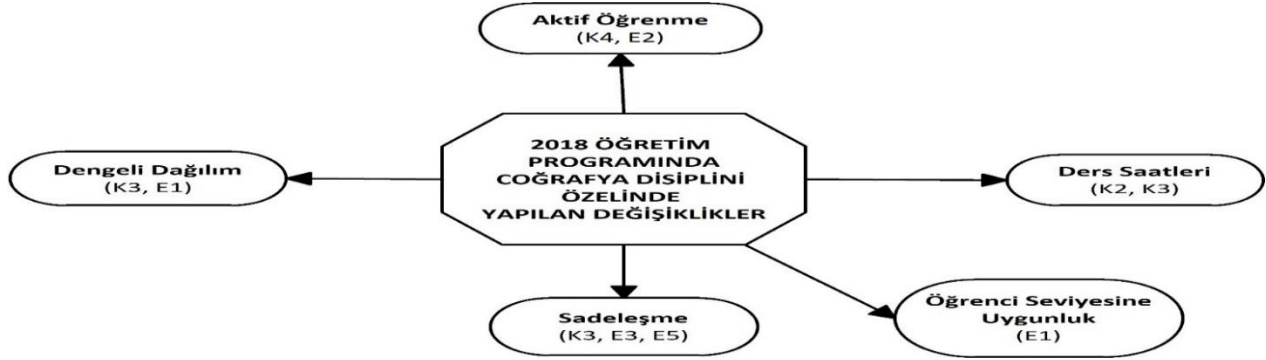 Aktif Öğrenme
(K4, E2)
2018 ÖĞRETİM
PROGRAMINDA
COĞRAFYA DİSİPLİNİ
ÖZELİNDE
YAPILAN DEĞİŞİKLİKLER
Dengeli Dağılım
(K3, E1)
Ders Saatleri
(K2, K3)
Sadeleşme
(K3, E3, E5)
Öğrenci Seviyesine
Uygunluk
(E1)